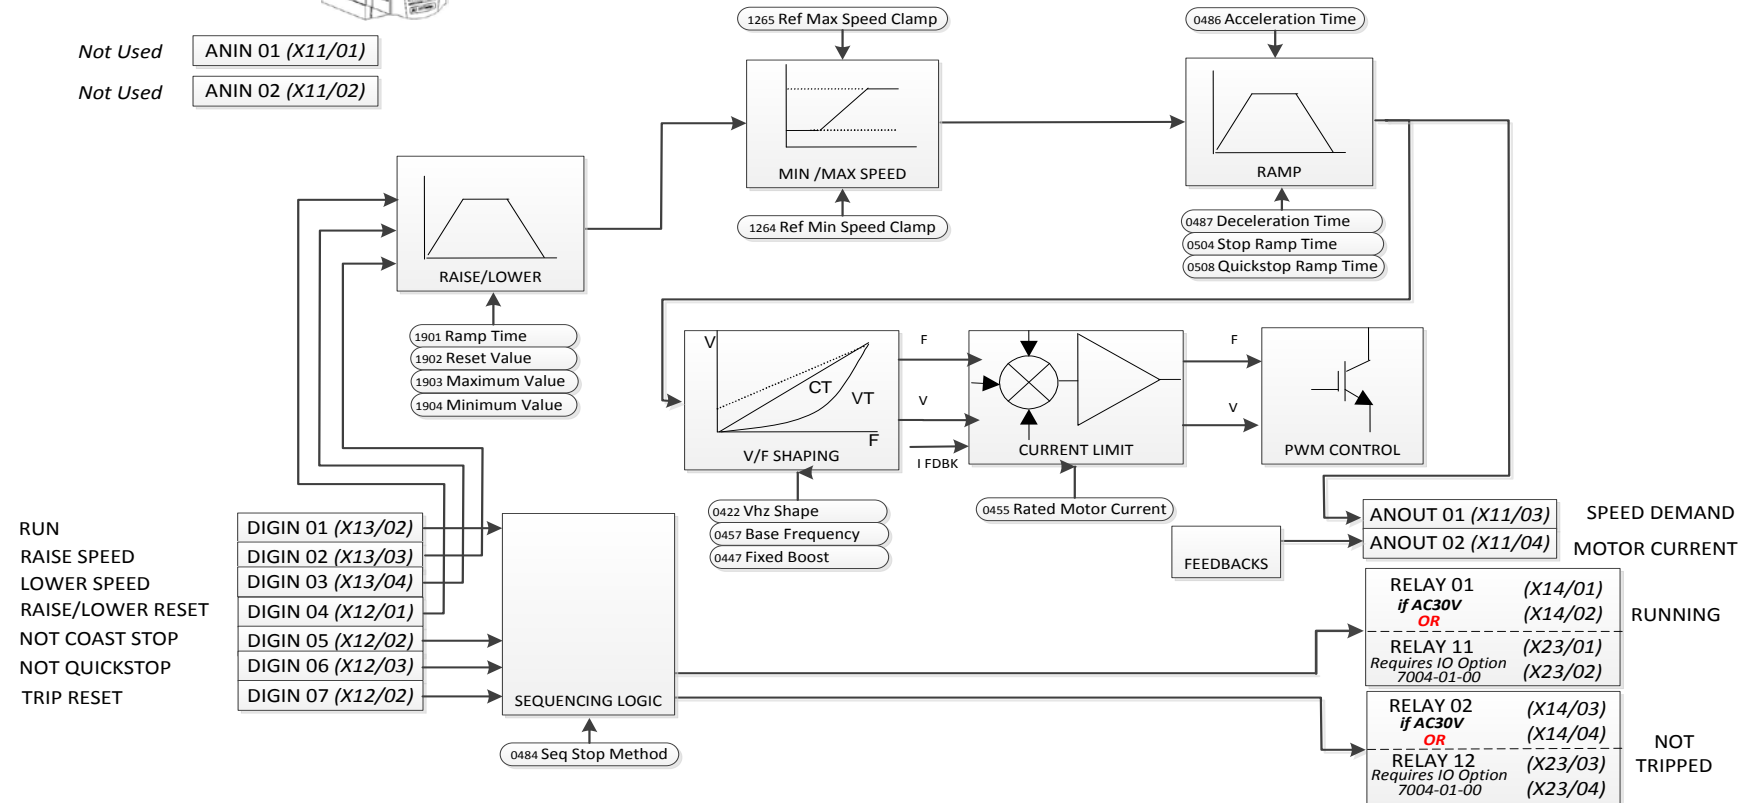 1265 Ref Max Speed Clamp
0486 Acceleration Time
Not Used ANIN 01 (X11/01)
Not Used ANIN 02 (X11/02)
MIN /MAX SPEED
RAMP
1264 Ref Min Speed Clamp
0487 Deceleration Time
0504 Stop Ramp Time
0508 Quickstop Ramp Time
RAISE/LOWER
1901 Ramp Time
1902 Reset Value
1903 Maximum Value
1904 Minimum Value
V
CT
VT
F
V/F SHAPING
F
V
I FDBK
CURRENT LIMIT
F
V
PWM CONTROL
0422 Vhz Shape
0457 Base Frequency
0447 Fixed Boost
0455 Rated Motor Current
RUN DIGIN 01 (X13/02)
RAISE SPEED DIGIN 02 (X13/03)
LOWER SPEED DIGIN 03 (X13/04)
RAISE/LOWER RESET DIGIN 04 (X12/01)
NOT COAST STOP DIGIN 05 (X12/02)
NOT QUICKSTOP DIGIN 06 (X12/03)
TRIP RESET DIGIN 07 (X12/02)
SEQUENCING LOGIC
0484 Seq Stop Method
FEEDBACKS
ANOUT 01 (X11/03) SPEED DEMAND
ANOUT 02 (X11/04) MOTOR CURRENT
RELAY 01 (X14/01)
if AC30V (X14/02)
OR
RUNNING
RELAY 11 (X23/01)
Requires IO Option
7004-01-00 (X23/02)
RELAY 02 (X14/03)
if AC30V (X14/04)
OR
NOT
TRIPPED
RELAY 12 (X23/03)
Requires IO Option
7004-01-00 (X23/04)